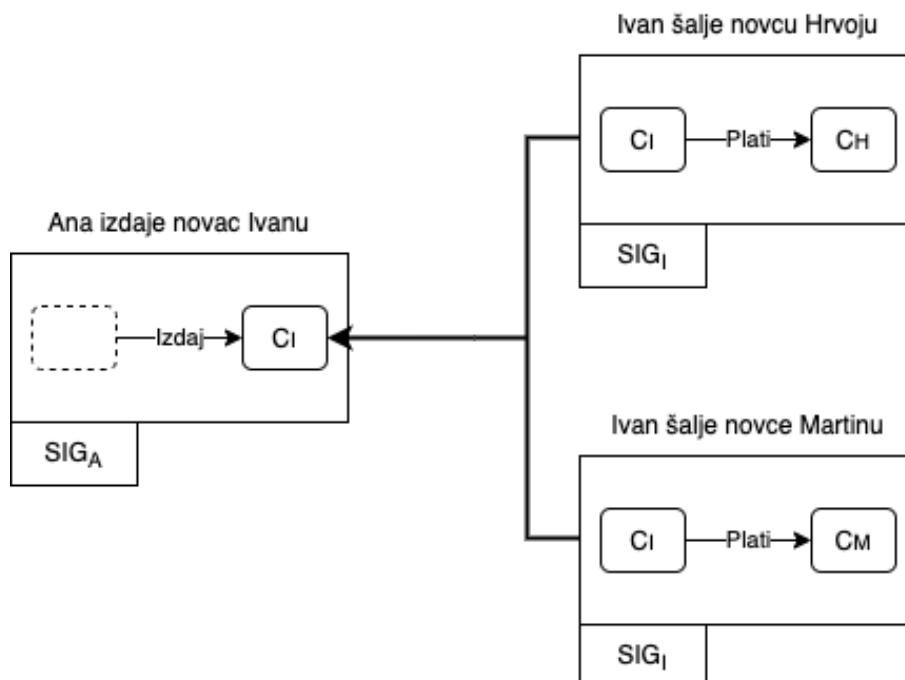 Ivan šalje novcu Hrvoju
CI
Plati
CH
SIGI
Ana izdaje novac Ivanu
Izdaj
CI
SIGA
Ivan šalje novce Martinu
CI
Plati
CM
SIGI